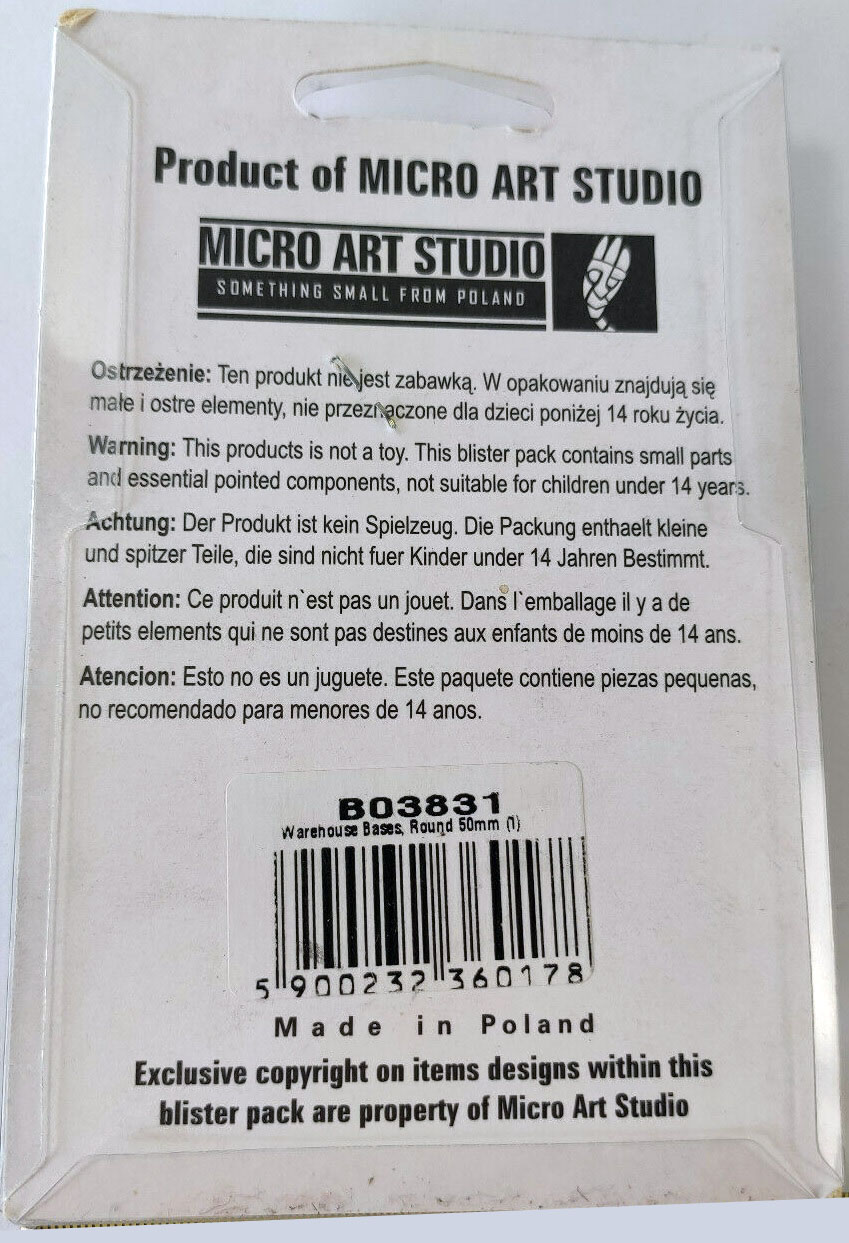 Product of MICRO ART STUDIO
MICRO ART STUDIO
SOMETHING SMALL FROM POLAND
Ostrzeżenie: Ten produkt nie jest zabawką. W opakowaniu znajdują się
małe i ostre elementy, nie przeznaczone dla dzieci poniżej 14 roku życia.
Warning: This products is not a toy. This blister pack contains small parts
and essential pointed components, not suitable for children under 14 years.
Achtung: Der Produkt ist kein Spielzeug. Die Packung enthaelt kleine
und spitzer Teile, die sind nicht fuer Kinder under 14 Jahren Bestimmt.
Attention: Ce produit n`est pas un jouet. Dans l`emballage il y a de
petits elements qui ne sont pas destines aux enfants de moins de 14 ans.
Atencion: Esto no es un juguete. Este paquete contiene piezas pequenas,
no recomendado para menores de 14 anos.
B03831
Warehouse Bases, Round 50mm (1)
5 900232 360178
Made in Poland
Exclusive copyright on items designs within this
blister pack are property of Micro Art Studio